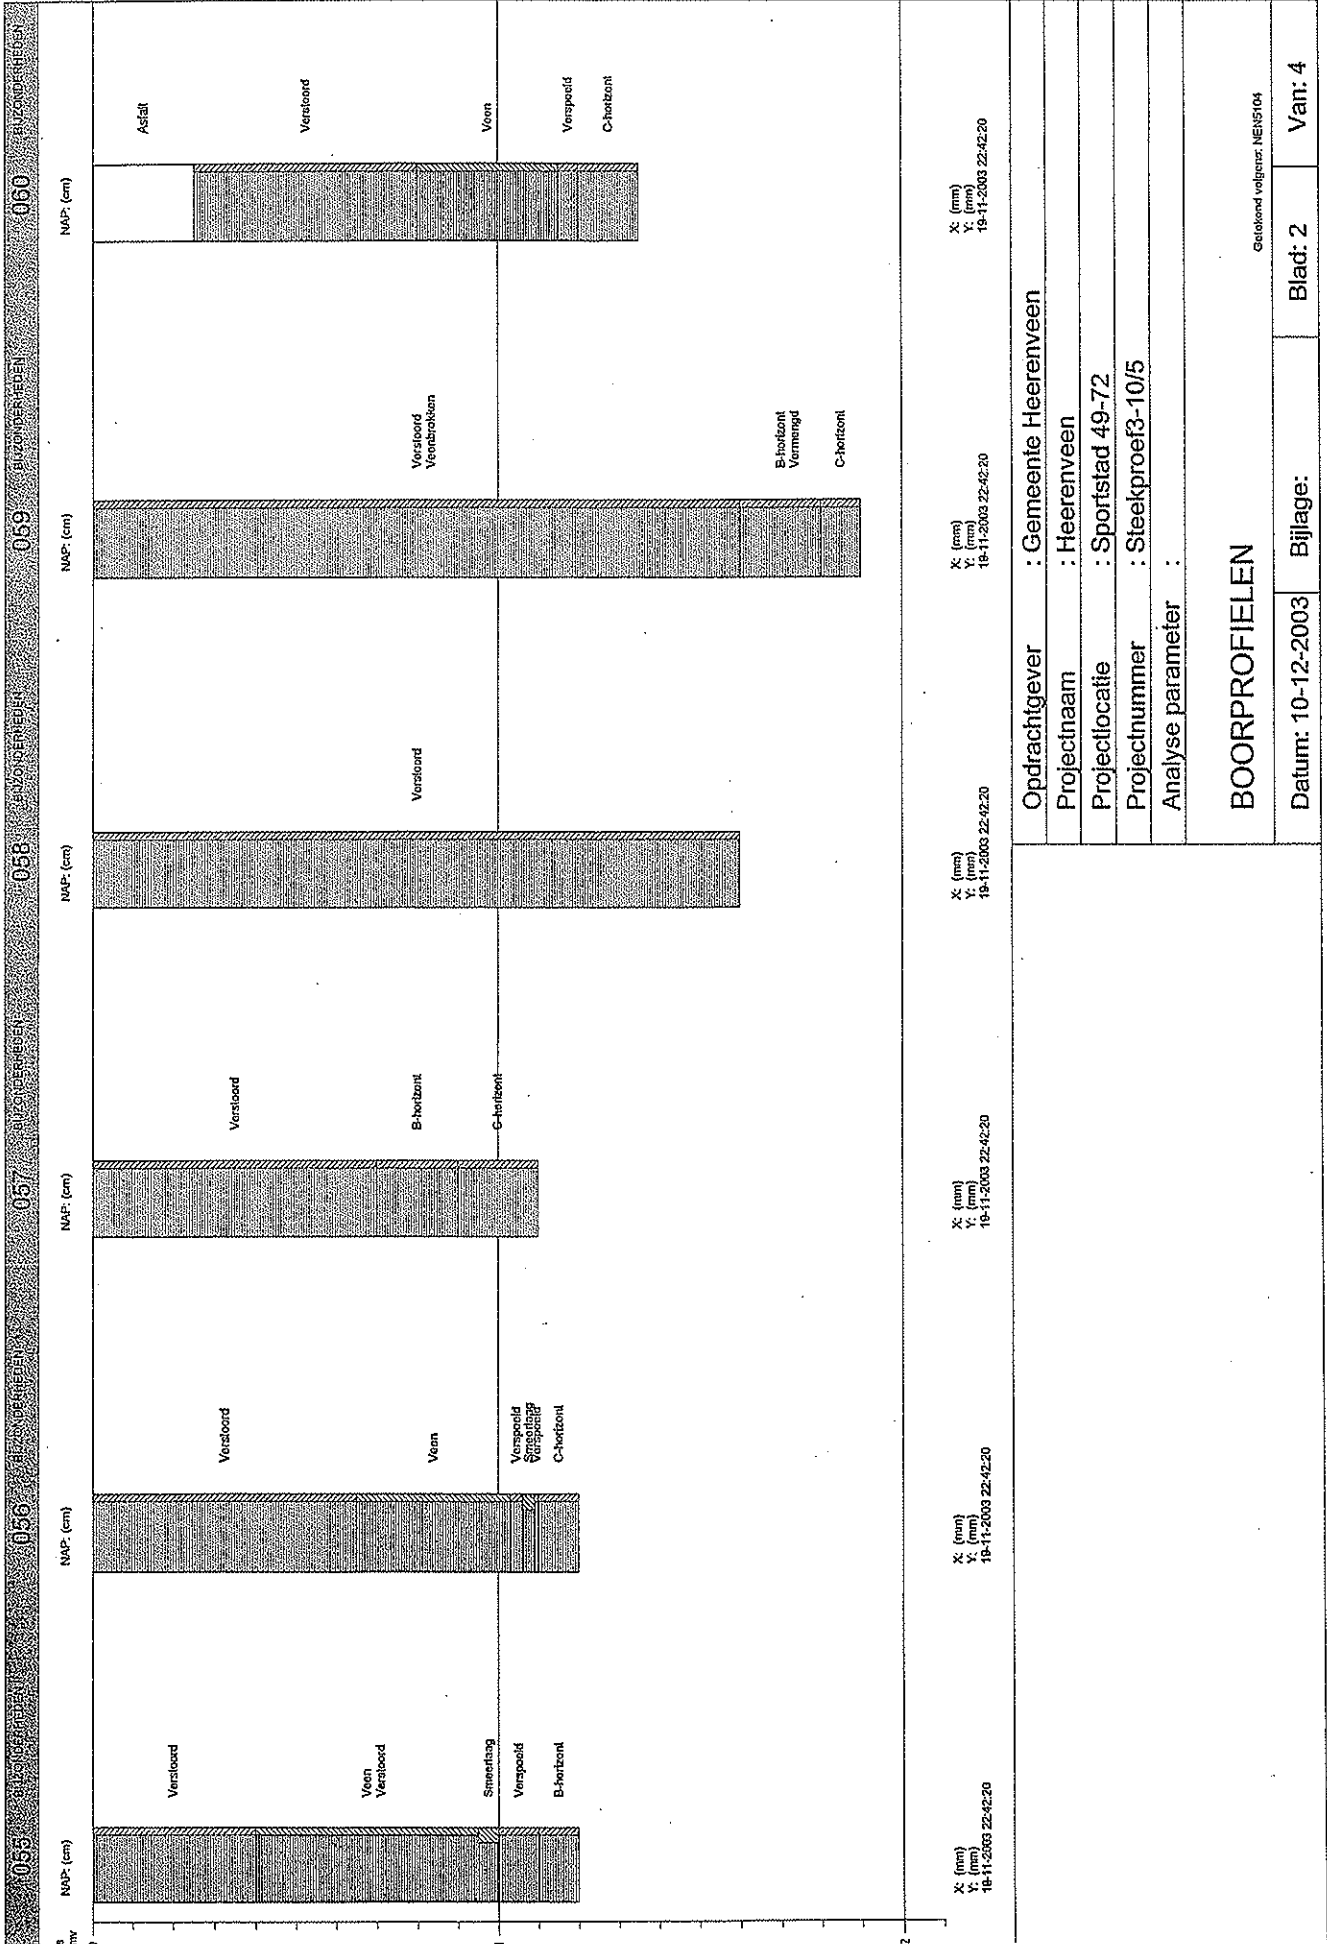 055 BIJZONDERHEDEN 056 BIJZONDERHEDEN 057 BIJZONDERHEDEN 058 BIJZONDERHEDEN 059 BIJZONDERHEDEN 060 BIJZONDERHEDEN
NAP: (cm) NAP: (cm) NAP: (cm) NAP: (cm) NAP: (cm) NAP: (cm)
Verstoord
Veen
Verstoord
Smeerlaag
Verspoeld
B-horizont
Verstoord
Veen
Verspoeld
Smeerlaag
Verspoeld
C-horizont
Verstoord
B-horizont
C-horizont
Verstoord
Verstoord
Veenbrokken
B-horizont
Vermengd
C-horizont
Asfalt
Verstoord
Veen
Verspoeld
C-horizont
1
2
X: (mm) X: (mm) X: (mm) X: (mm) X: (mm) X: (mm)
Y: (mm) Y: (mm) Y: (mm) Y: (mm) Y: (mm) Y: (mm)
19-11-2003 22:42:20 19-11-2003 22:42:20 19-11-2003 22:42:20 19-11-2003 22:42:20 19-11-2003 22:42:20 19-11-2003 22:42:20
Opdrachtgever : Gemeente Heerenveen
Projectnaam : Heerenveen
Projectlocatie : Sportstad 49-72
Projectnummer : Steekproef3-10/5
Analyse parameter :
BOORPROFIELEN
Getekend volgens: NEN5104
Datum: 10-12-2003 Bijlage: Blad: 2 Van: 4